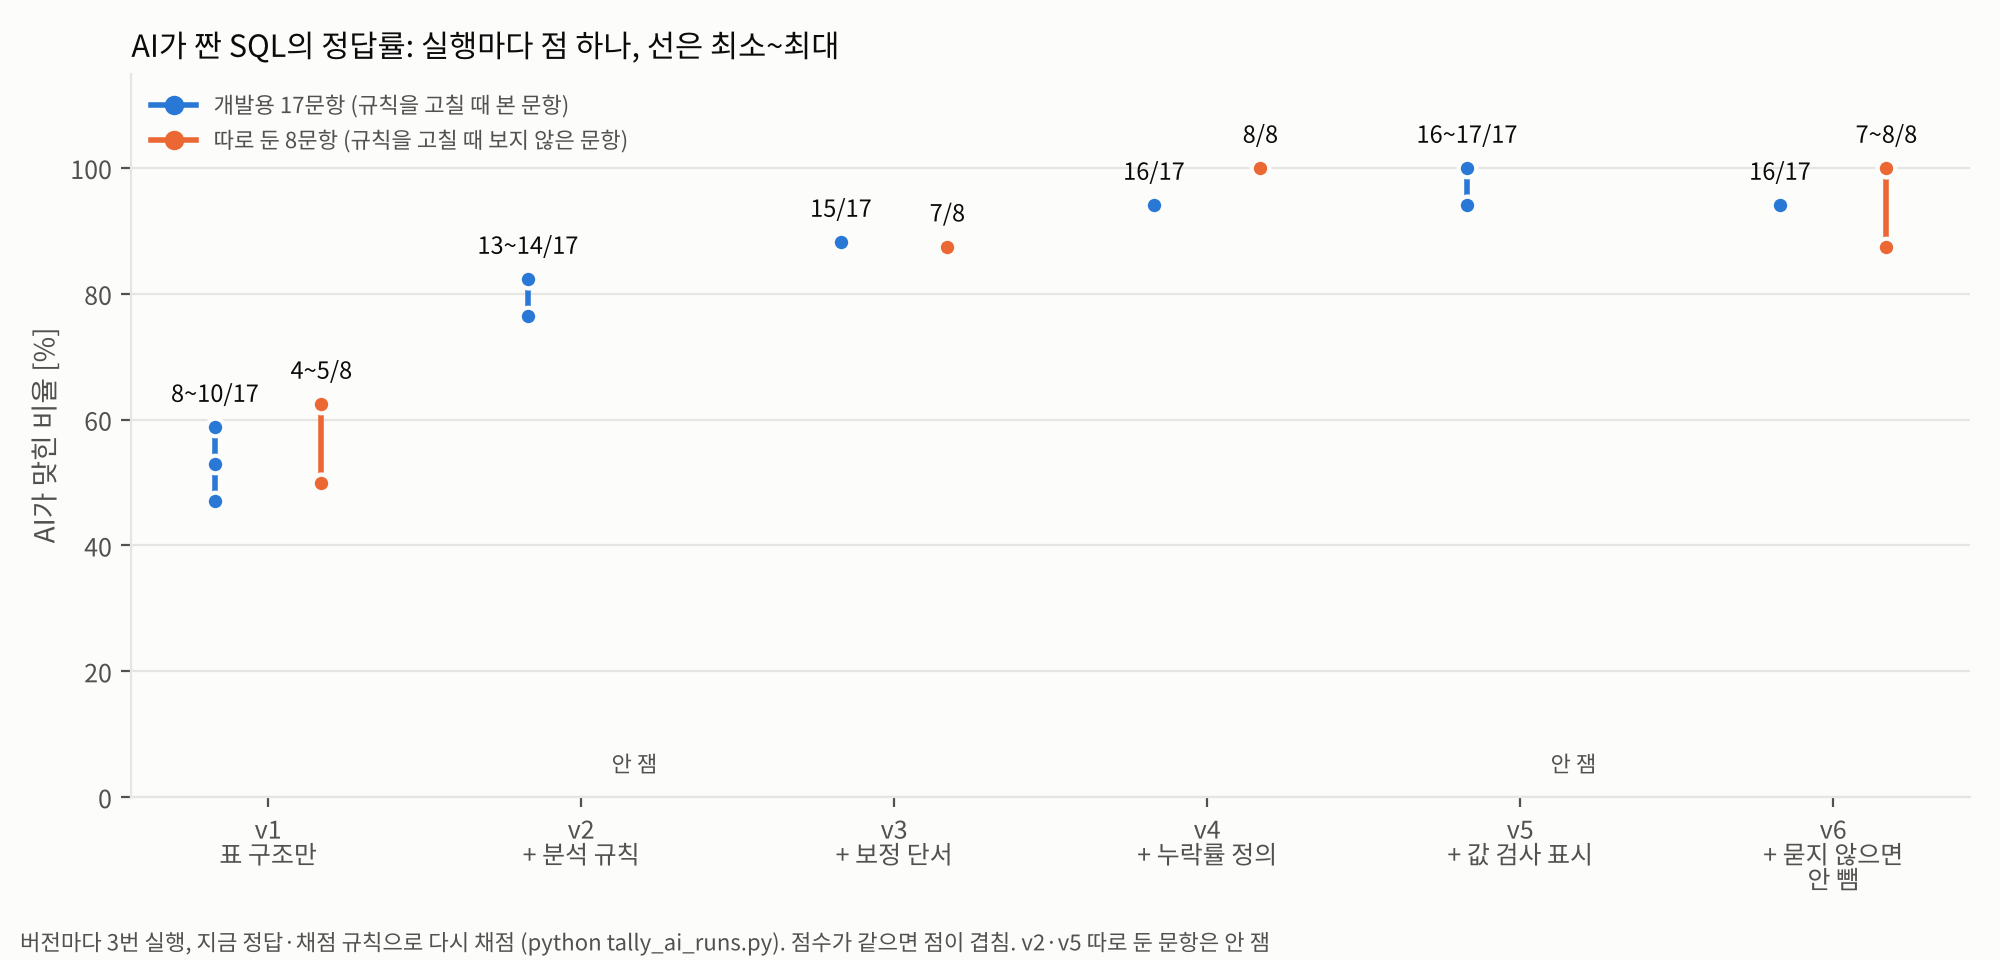 AI가 짠 SQL의 정답률: 실행마다 점 하나, 선은 최소~최대
개발용 17문항 (규칙을 고칠 때 본 문항)
따로 둔 8문항 (규칙을 고칠 때 보지 않은 문항)
AI가 맞힌 비율 [%]
100
80
60
40
20
0
8~10/17
4~5/8
13~14/17
15/17
7/8
16/17
8/8
16~17/17
16/17
7~8/8
안 잼
안 잼
v1
표 구조만
v2
+ 분석 규칙
v3
+ 보정 단서
v4
+ 누락률 정의
v5
+ 값 검사 표시
v6
+ 묻지 않으면
안 뺌
버전마다 3번 실행, 지금 정답·채점 규칙으로 다시 채점 (python tally_ai_runs.py). 점수가 같으면 점이 겹침. v2·v5 따로 둔 문항은 안 잼